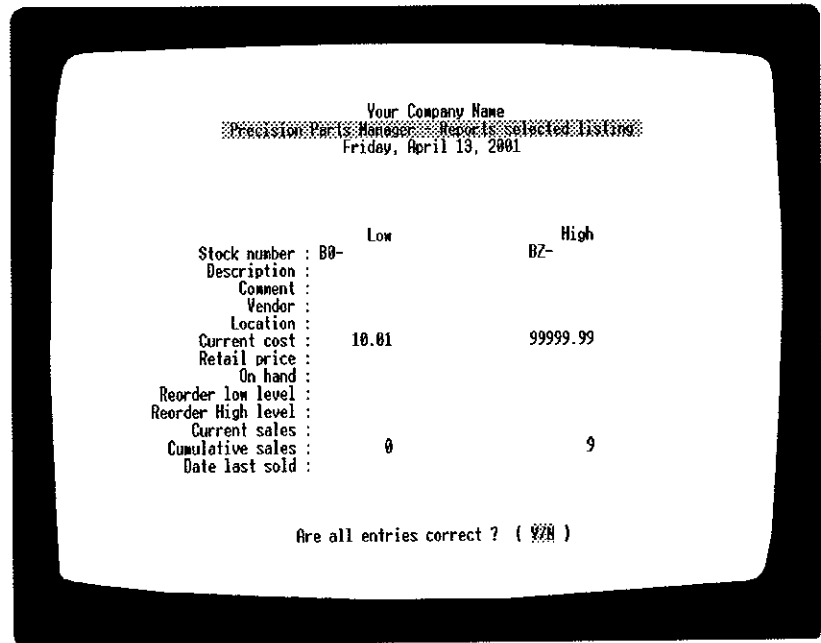 Your Company Name
Precision Parts Manager - Reports selected listing
Friday, April 13, 2001
Low High
Stock number : B0- BZ-
Description :
Comment :
Vendor :
Location :
Current cost : 10.01 99999.99
Retail price :
On hand :
Reorder low level :
Reorder High level :
Current sales :
Cumulative sales : 0 9
Date last sold :
Are all entries correct ? ( Y/N )